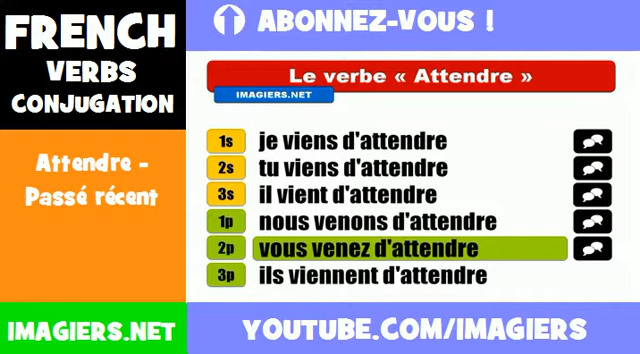 FRENCH
VERBS
CONJUGATION
Attendre -
Passé récent
IMAGIERS.NET
ABONNEZ-VOUS !
Le verbe « Attendre »
IMAGIERS.NET
1s je viens d'attendre
2s tu viens d'attendre
3s il vient d'attendre
1p nous venons d'attendre
2p vous venez d'attendre
3p ils viennent d'attendre
YOUTUBE.COM/IMAGIERS